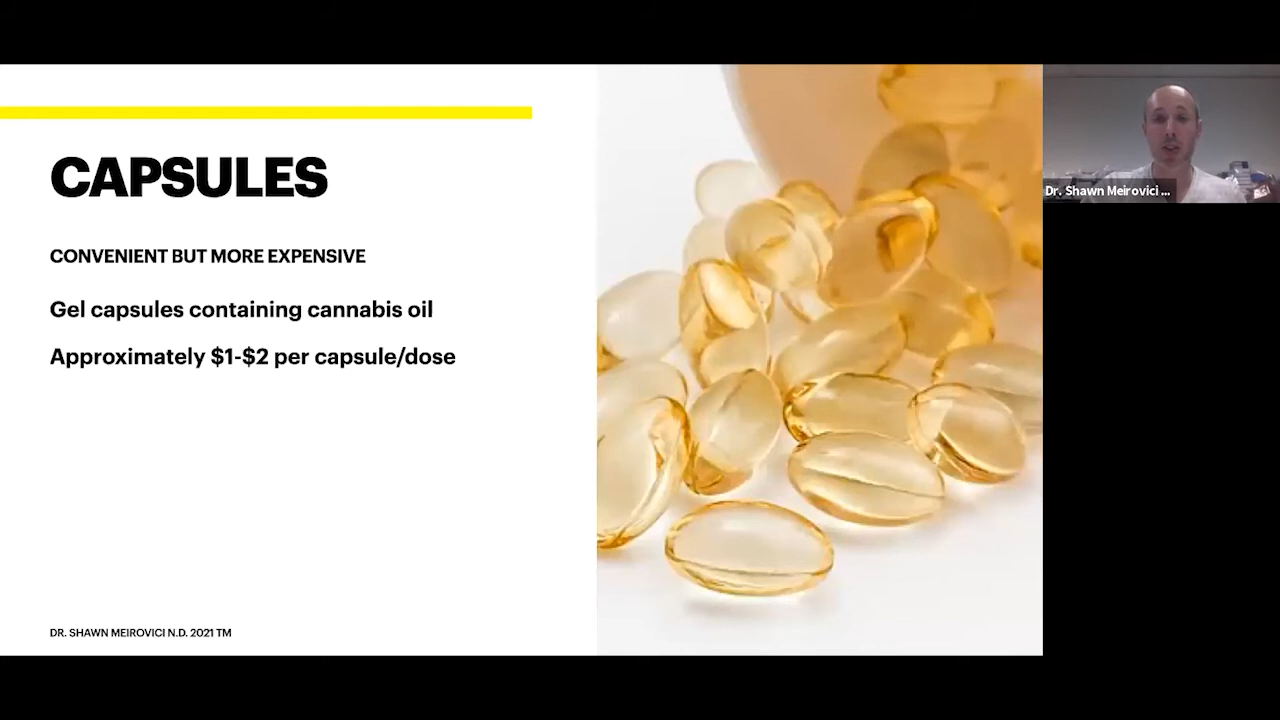 CAPSULES
CONVENIENT BUT MORE EXPENSIVE
Gel capsules containing cannabis oil
Approximately $1-$2 per capsule/dose
DR. SHAWN MEIROVICI N.D. 2021 TM
Dr. Shawn Meirovici ...